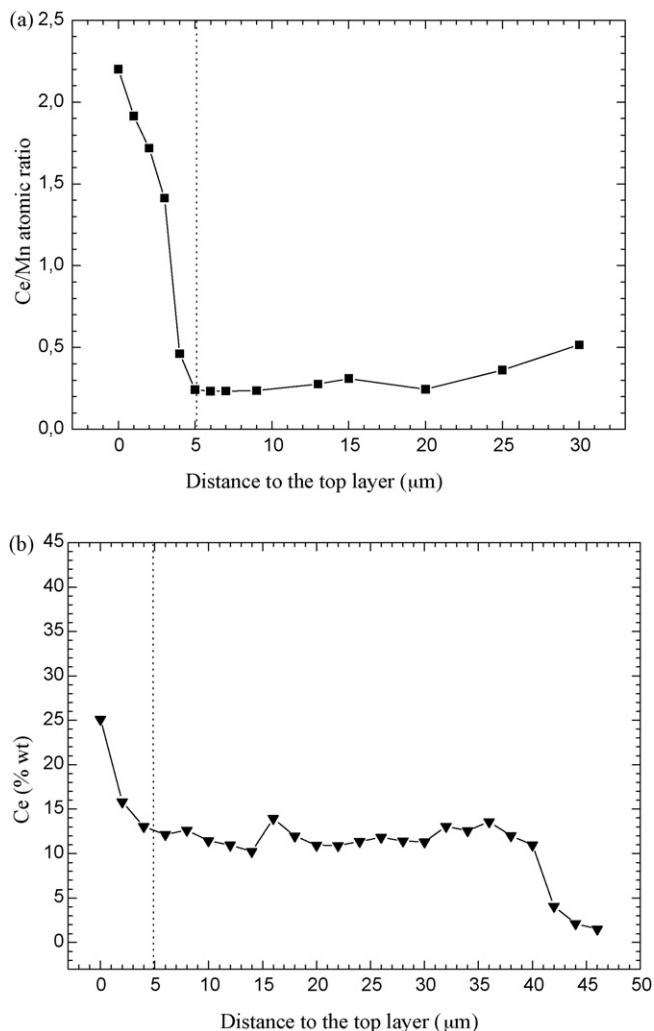 (a)
2,5
2,0
1,5
1,0
0,5
0,0
Ce/Mn atomic ratio
0 5 10 15 20 25 30
Distance to the top layer (μm)
(b)
45
40
35
30
25
20
15
10
5
0
Ce (% wt)
0 5 10 15 20 25 30 35 40 45 50
Distance to the top layer (μm)